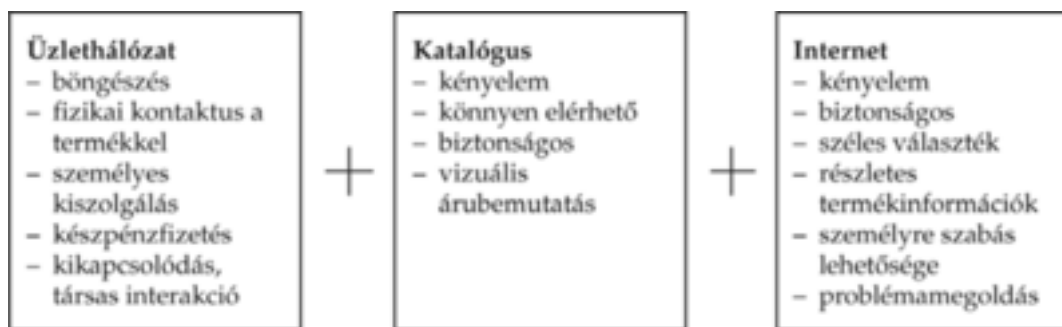 Üzlethálózat
– böngészés
– fizikai kontaktus a
termékkel
– személyes
kiszolgálás
– készpénzfizetés
– kikapcsolódás,
társas interakció
+
Katalógus
– kényelem
– könnyen elérhető
– biztonságos
– vizuális
árubemutatás
+
Internet
– kényelem
– biztonságos
– széles választék
– részletes
termékinformációk
– személyre szabás
lehetősége
– problémamegoldás